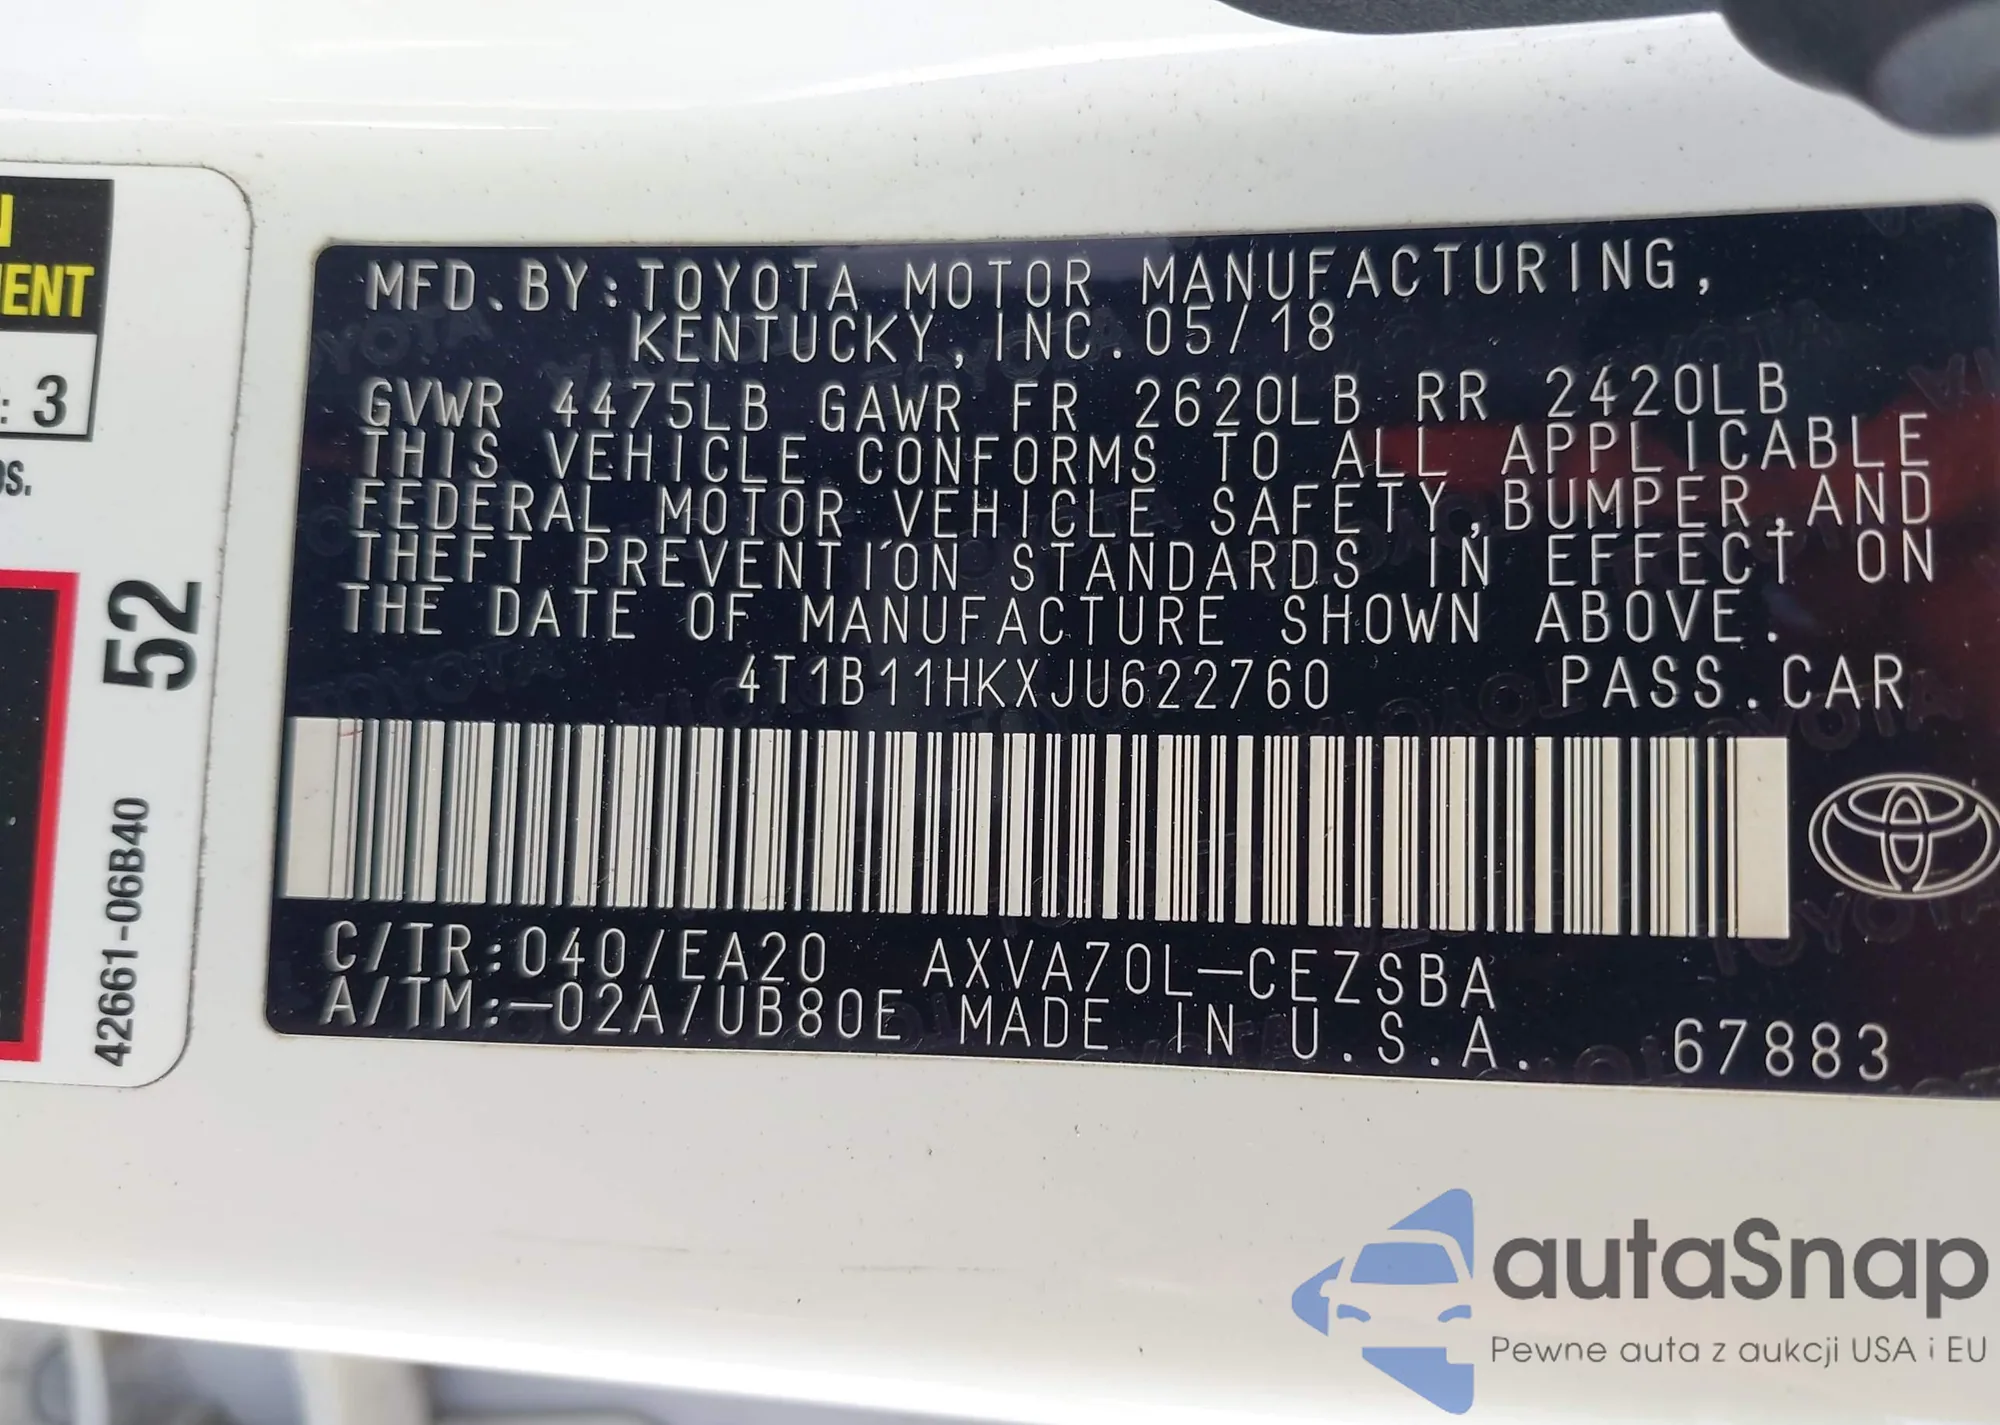 N
MENT
: 3
OS.
52
42661-06B40
MFD.BY:TOYOTA MOTOR MANUFACTURING,
KENTUCKY,INC.05/18
GVWR 4475LB GAWR FR 2620LB RR 2420LB
THIS VEHICLE CONFORMS TO ALL APPLICABLE
FEDERAL MOTOR VEHICLE SAFETY,BUMPER,AND
THEFT PREVENTION STANDARDS IN EFFECT ON
THE DATE OF MANUFACTURE SHOWN ABOVE.
4T1B11HKXJU622760 PASS.CAR
C/TR:040/EA20 AXVA70L-CEZSBA
A/TM:-02A/UB80E MADE IN U.S.A. 67883
autaSnap
Pewne auta z aukcji USA i EU